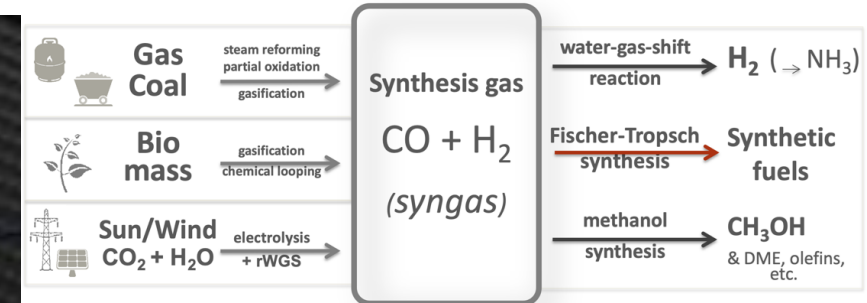 Gas
Coal
steam reforming
partial oxidation
gasification
Bio
mass
gasification
chemical looping
Sun/Wind
CO₂ + H₂O
electrolysis
+ rWGS
Synthesis gas
CO + H₂
(syngas)
water-gas-shift
reaction
H₂ (→ NH₃)
Fischer-Tropsch
synthesis
Synthetic
fuels
methanol
synthesis
CH₃OH
& DME, olefins,
etc.